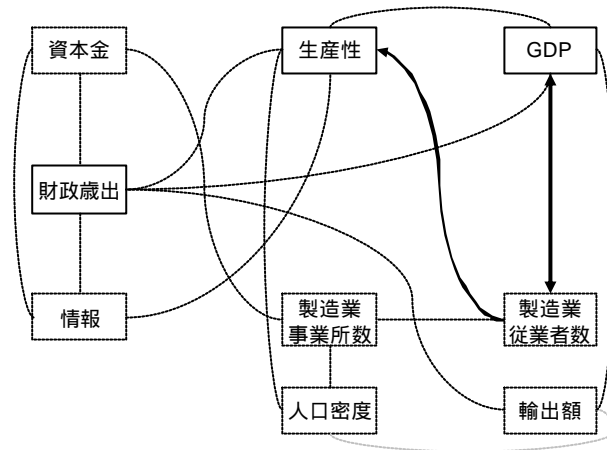 資本金
生産性
GDP
財政歳出
情報
製造業
事業所数
製造業
従業者数
人口密度
輸出額